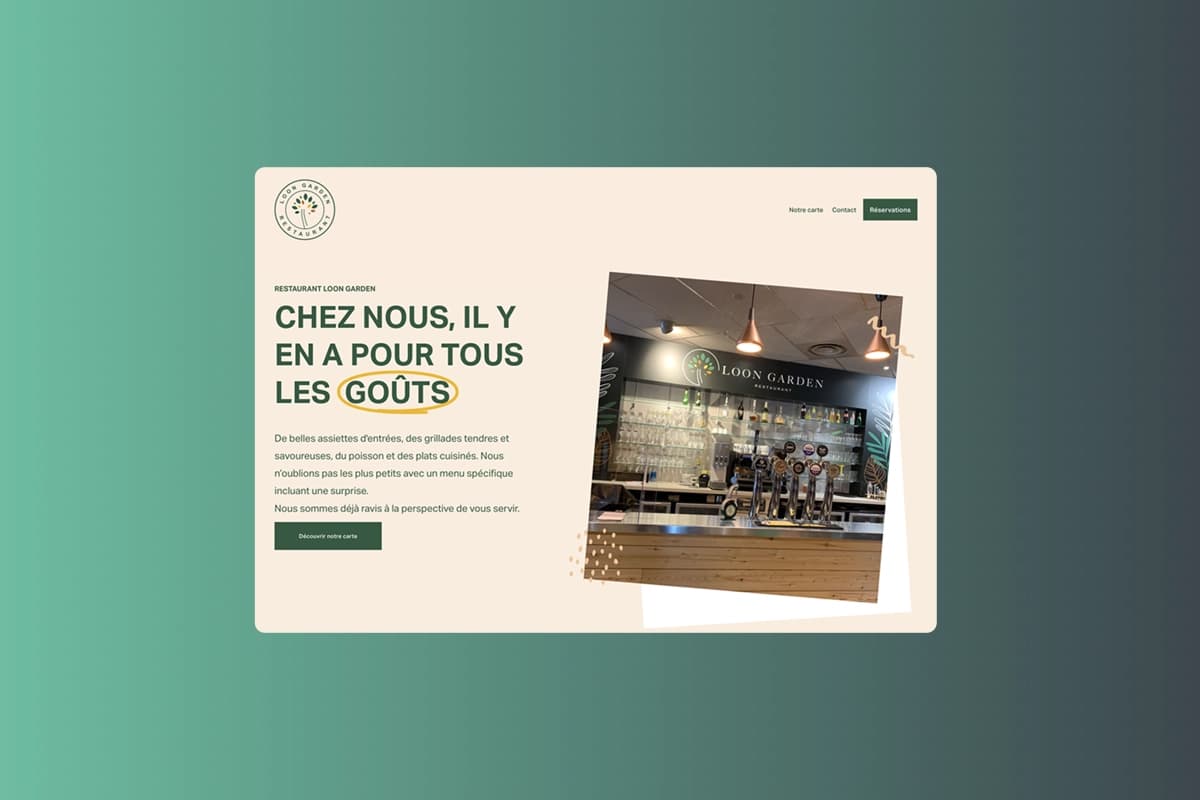 LOON GARDEN
RESTAURANT
Notre carte
Contact
Réservations
RESTAURANT LOON GARDEN
CHEZ NOUS, IL Y
EN A POUR TOUS
LES GOÛTS
De belles assiettes d'entrées, des grillades tendres et
savoureuses, du poisson et des plats cuisinés. Nous
n'oublions pas les plus petits avec un menu spécifique
incluant une surprise.
Nous sommes déjà ravis à la perspective de vous servir.
Découvrir notre carte
LOON GARDEN
RESTAURANT